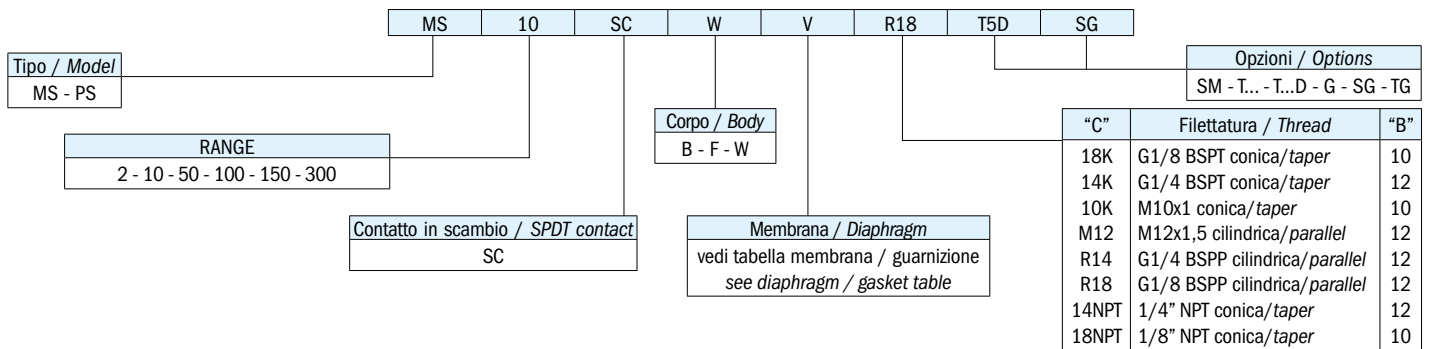 MS 10 SC W V R18 T5D SG
Tipo / Model
MS - PS
Opzioni / Options
SM - T... - T...D - G - SG - TG
RANGE
2 - 10 - 50 - 100 - 150 - 300
Corpo / Body
B - F - W
Contatto in scambio / SPDT contact
SC
Membrana / Diaphragm
vedi tabella membrana / guarnizione
see diaphragm / gasket table
“C” Filettatura / Thread “B”
18K G1/8 BSPT conica/taper 10
14K G1/4 BSPT conica/taper 12
10K M10x1 conica/taper 10
M12 M12x1,5 cilindrica/parallel 12
R14 G1/4 BSPP cilindrica/parallel 12
R18 G1/8 BSPP cilindrica/parallel 12
14NPT 1/4” NPT conica/taper 12
18NPT 1/8” NPT conica/taper 10